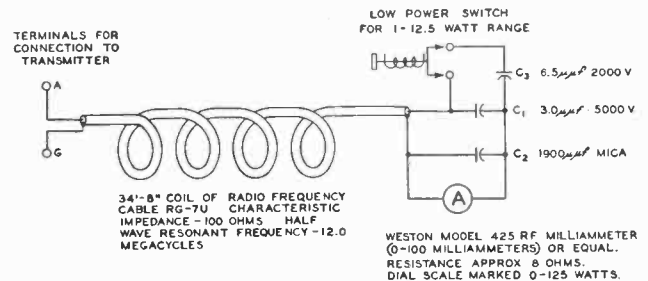 LOW POWER SWITCH
FOR 1-12.5 WATT RANGE
TERMINALS FOR
CONNECTION TO
TRANSMITTER
A
G
C₃ 6.5µµf 2000 V
C₁ 3.0µµf 5000 V
C₂ 1900µµf MICA
A
34'-8" COIL OF RADIO FREQUENCY
CABLE RG-7U CHARACTERISTIC
IMPEDANCE-100 OHMS HALF
WAVE RESONANT FREQUENCY-12.0
MEGACYCLES
WESTON MODEL 425 RF MILLIAMMETER
(0-100 MILLIAMMETERS) OR EQUAL.
RESISTANCE APPROX 8 OHMS.
DIAL SCALE MARKED 0-125 WATTS.